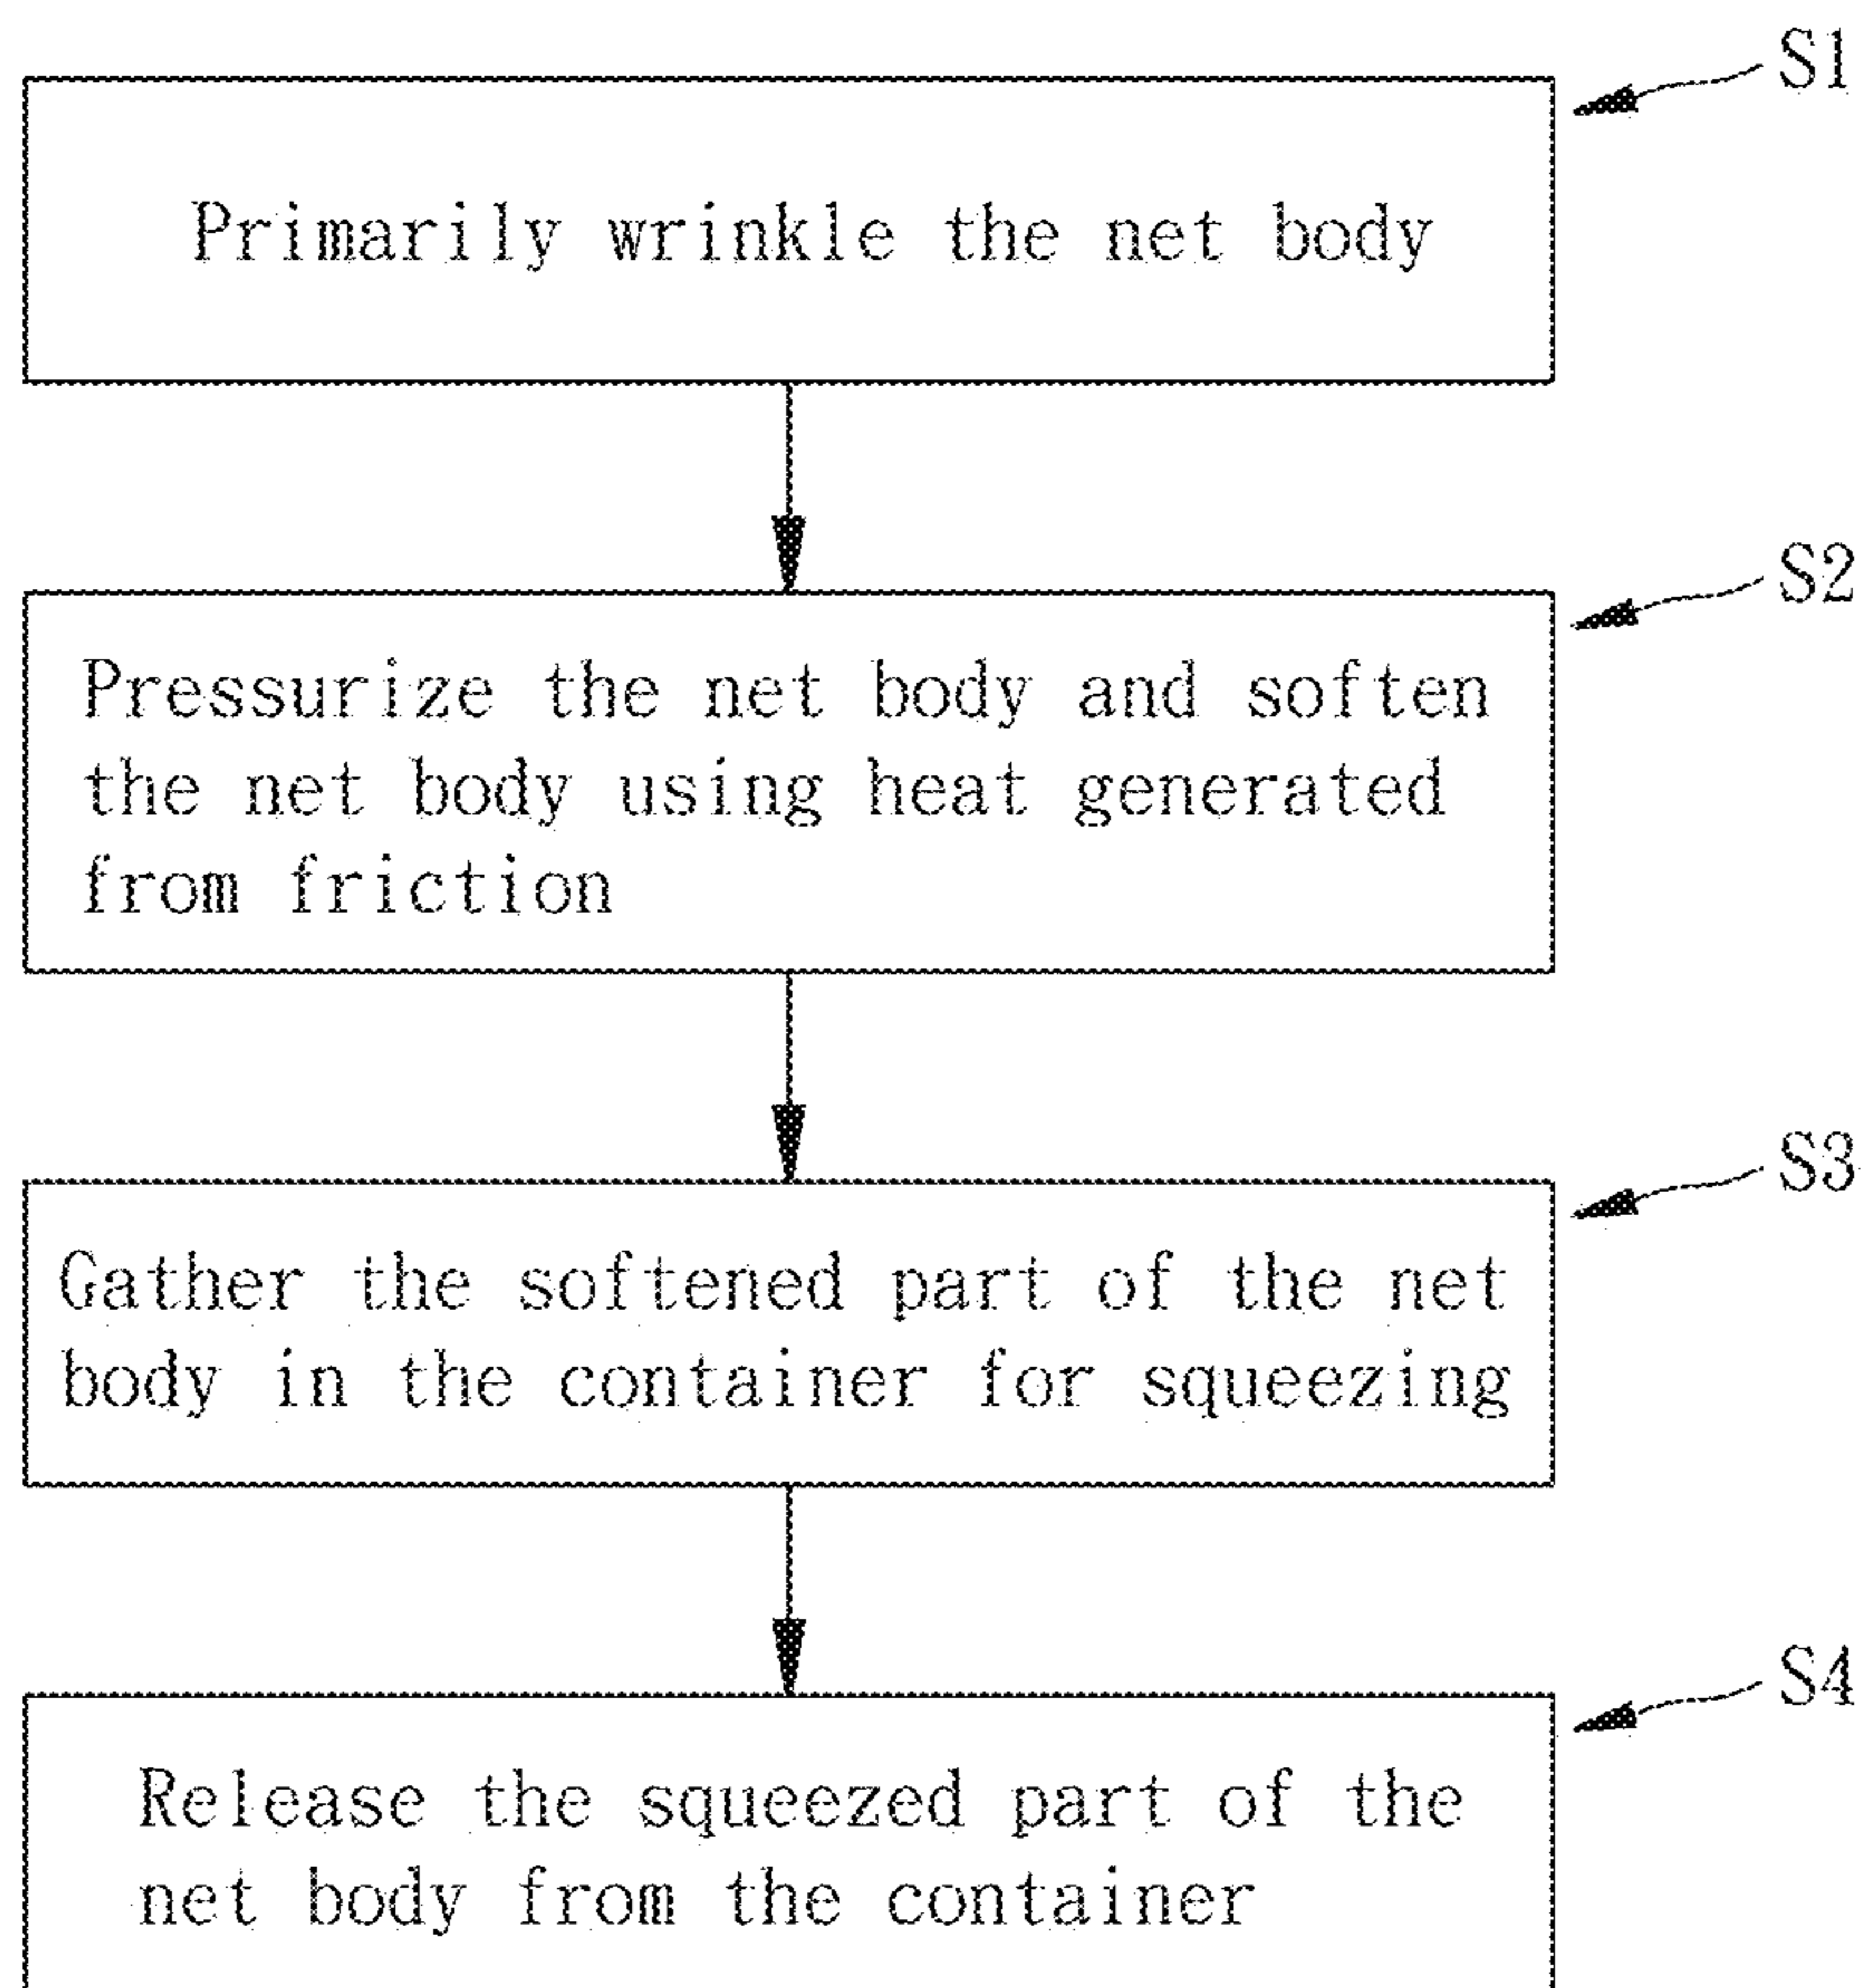 S1
Primarily wrinkle the net body
S2
Pressurize the net body and soften
the net body using heat generated
from friction
S3
Gather the softened part of the net
body in the container for squeezing
S4
Release the squeezed part of the
net body from the container